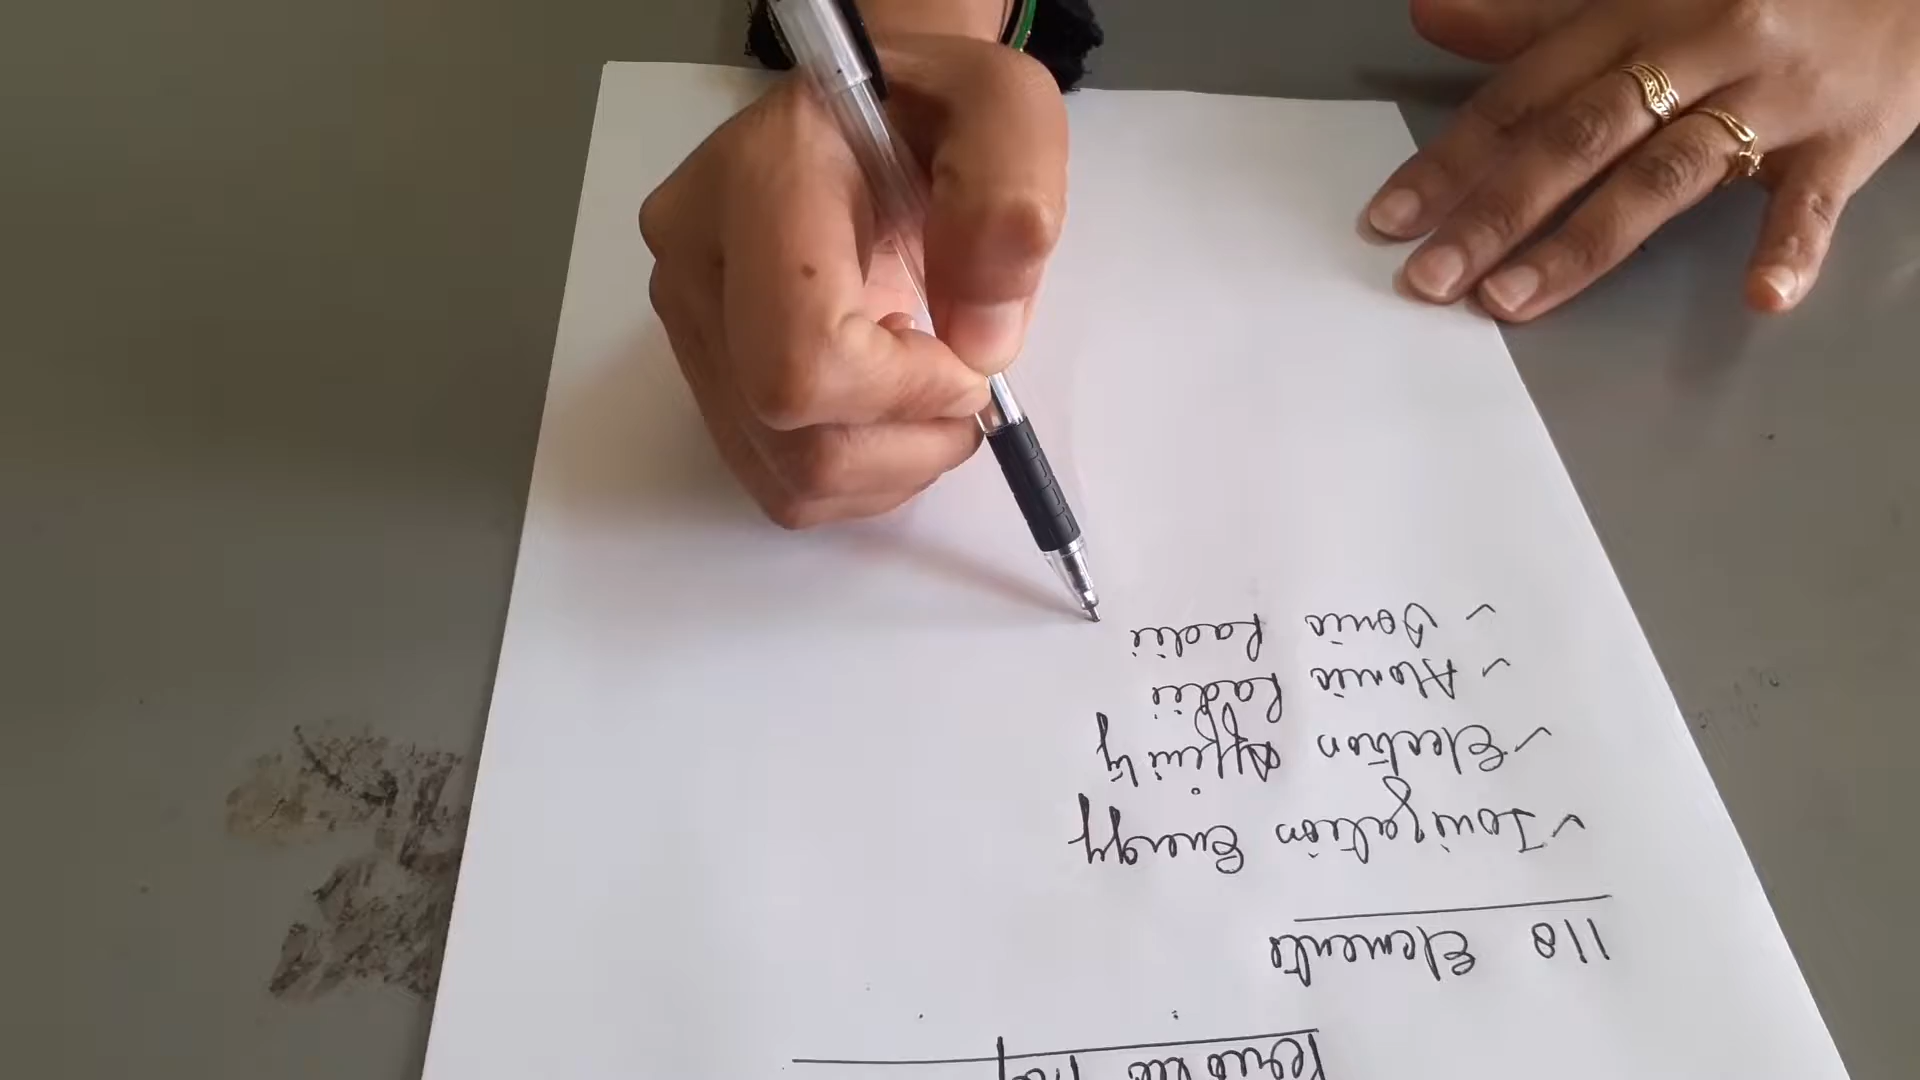 118 Elements
✓ Ionization Energy
✓ Electron Affinity
✓ Atomic Radii
✓ Ionic Radii